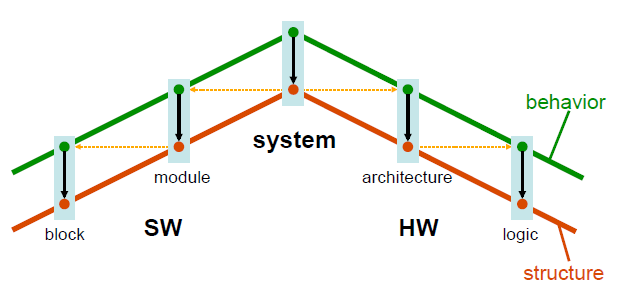 behavior
system
module
architecture
block
SW
HW
logic
structure